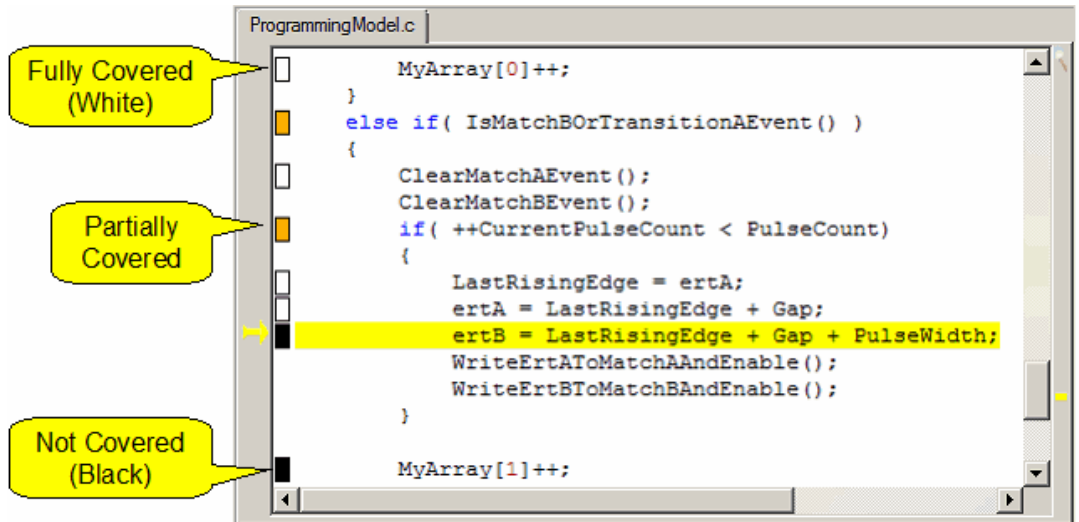 ProgrammingModel.c
Fully Covered
(White)
MyArray[0]++;
}
else if( IsMatchBOrTransitionAEvent() )
{
ClearMatchAEvent();
ClearMatchBEvent();
Partially
Covered
if( ++CurrentPulseCount < PulseCount)
{
LastRisingEdge = ertA;
ertA = LastRisingEdge + Gap;
ertB = LastRisingEdge + Gap + PulseWidth;
WriteErtAToMatchAAndEnable();
WriteErtBToMatchBAndEnable();
}
Not Covered
(Black)
MyArray[1]++;